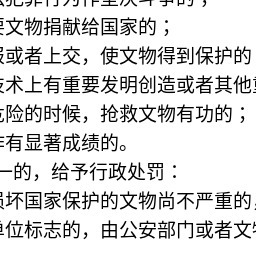 要文物捐献给国家的；
报或者上交，使文物得到保护的
技术上有重要发明创造或者其他
危险的时候，抢救文物有功的；
作有显著成绩的。
一的，给予行政处罚：
损坏国家保护的文物尚不严重的，
单位标志的，由公安部门或者文